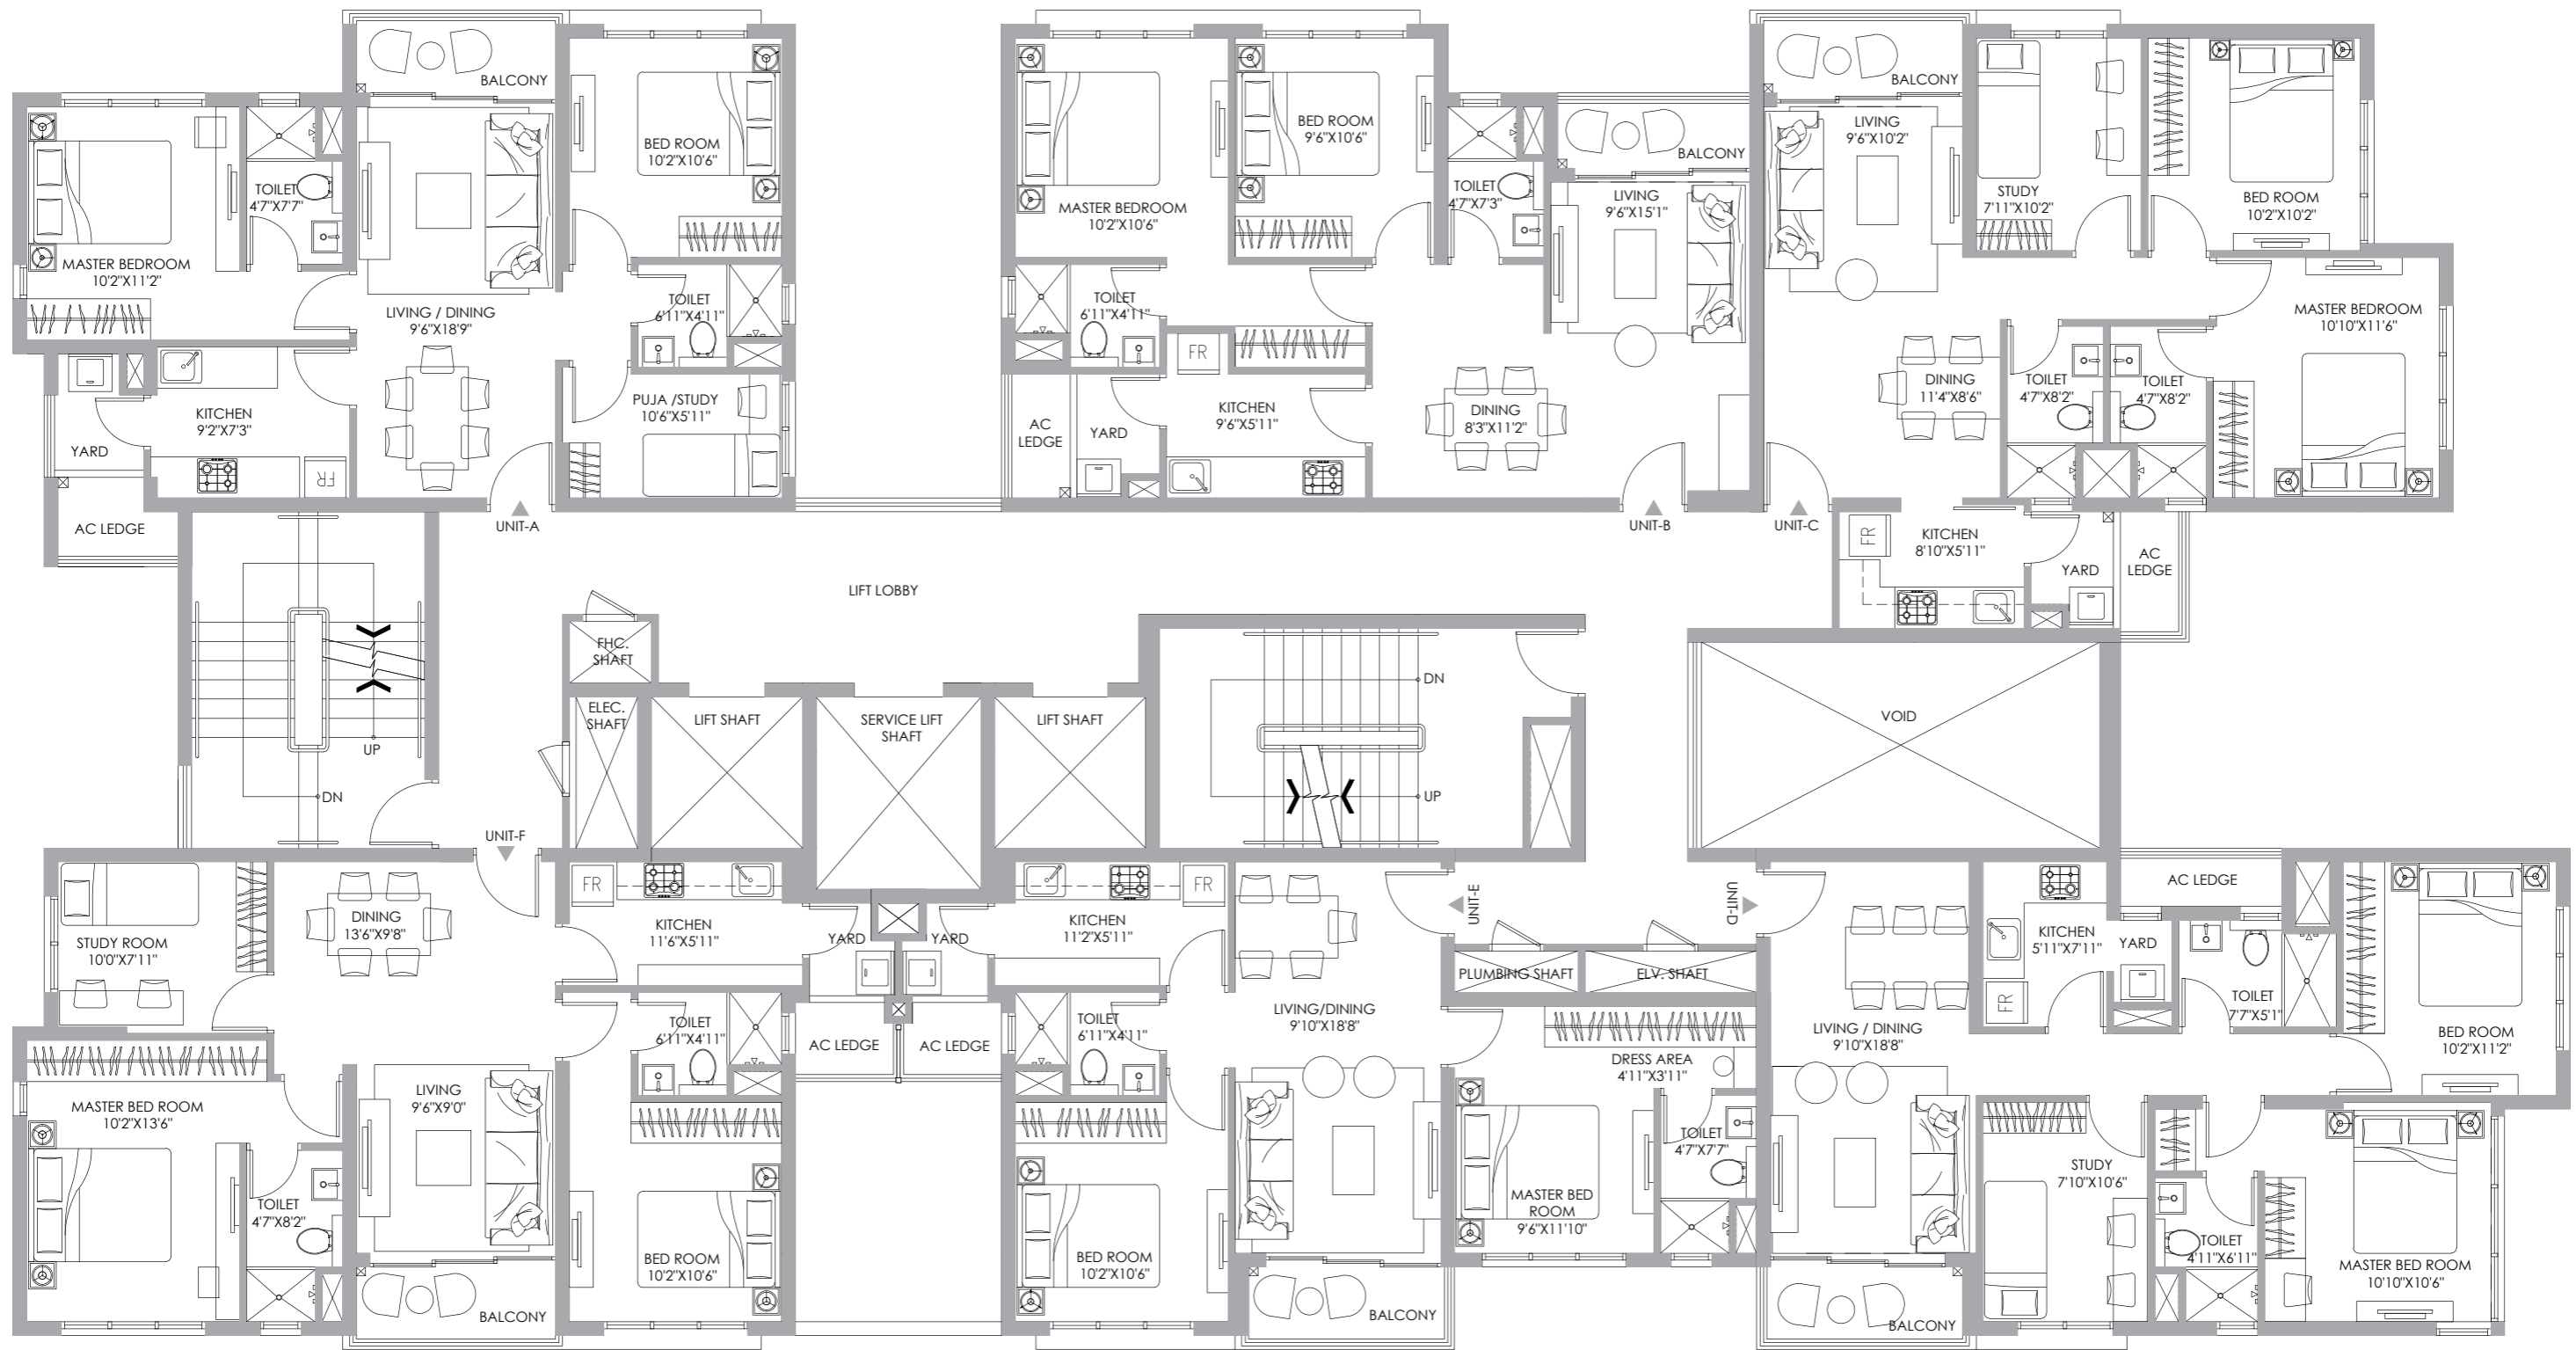 BALCONY
BED ROOM
10'2"X10'6"
TOILET
4'7"X7'7"
MASTER BEDROOM
10'2"X11'2"
LIVING / DINING
9'6"X18'9"
TOILET
6'11"X4'11"
KITCHEN
9'2"X7'3"
FR
YARD
AC LEDGE
PUJA /STUDY
10'6"X5'11"
UNIT-A
MASTER BEDROOM
10'2"X10'6"
BED ROOM
9'6"X10'6"
TOILET
4'7"X7'3"
BALCONY
LIVING
9'6"X15'1"
TOILET
6'11"X4'11"
FR
KITCHEN
9'6"X5'11"
AC
LEDGE
YARD
DINING
8'3"X11'2"
UNIT-B
BALCONY
LIVING
9'6"X10'2"
STUDY
7'11"X10'2"
BED ROOM
10'2"X10'2"
MASTER BEDROOM
10'10"X11'6"
DINING
11'4"X8'6"
TOILET
4'7"X8'2"
TOILET
4'7"X8'2"
UNIT-C
FR
KITCHEN
8'10"X5'11"
YARD
AC
LEDGE
LIFT LOBBY
FHC.
SHAFT
ELEC.
SHAFT
LIFT SHAFT
SERVICE LIFT
SHAFT
LIFT SHAFT
UP
DN
DN
UP
VOID
UNIT-F
STUDY ROOM
10'0"X7'11"
DINING
13'6"X9'8"
FR
KITCHEN
11'6"X5'11"
YARD
TOILET
6'11"X4'11"
AC LEDGE
MASTER BED ROOM
10'2"X13'6"
LIVING
9'6"X9'0"
TOILET
4'7"X8'2"
BED ROOM
10'2"X10'6"
BALCONY
YARD
KITCHEN
11'2"X5'11"
FR
UNIT-E
AC LEDGE
TOILET
6'11"X4'11"
LIVING/DINING
9'10"X18'8"
PLUMBING SHAFT
ELV. SHAFT
DRESS AREA
4'11"X3'11"
TOILET
4'7"X7'7"
MASTER BED
ROOM
9'6"X11'10"
BED ROOM
10'2"X10'6"
BALCONY
UNIT-D
LIVING / DINING
9'10"X18'8"
KITCHEN
5'11"X7'11"
FR
YARD
AC LEDGE
TOILET
7'7"X5'1"
BED ROOM
10'2"X11'2"
STUDY
7'10"X10'6"
TOILET
4'11"X6'11"
MASTER BED ROOM
10'10"X10'6"
BALCONY